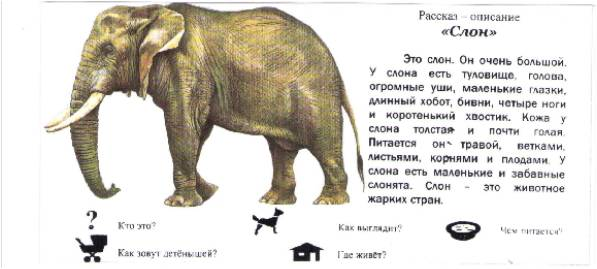 Рассказ – описание
«Слон»
Это слон. Он очень большой.
У слона есть туловище, голова,
огромные уши, маленькие глазки,
длинный хобот, бивни, четыре ноги
и коротенький хвостик. Кожа у
слона толстая и почти голая.
Питается он травой, ветками,
листьями, корнями и плодами. У
слона есть маленькие и забавные
слонята. Слон – это животное
жарких стран.
?
Кто это?
Как выглядит?
Чем питается?
Как зовут детёнышей?
Где живёт?